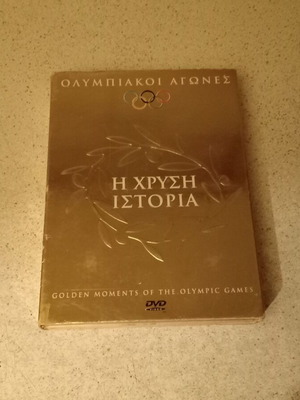 ΟΛΥΜΠΙΑΚΟΙ ΑΓΩΝΕΣ
Η ΧΡΥΣΗ
ΙΣΤΟΡΙΑ
GOLDEN MOMENTS OF THE OLYMPIC GAMES
DVD